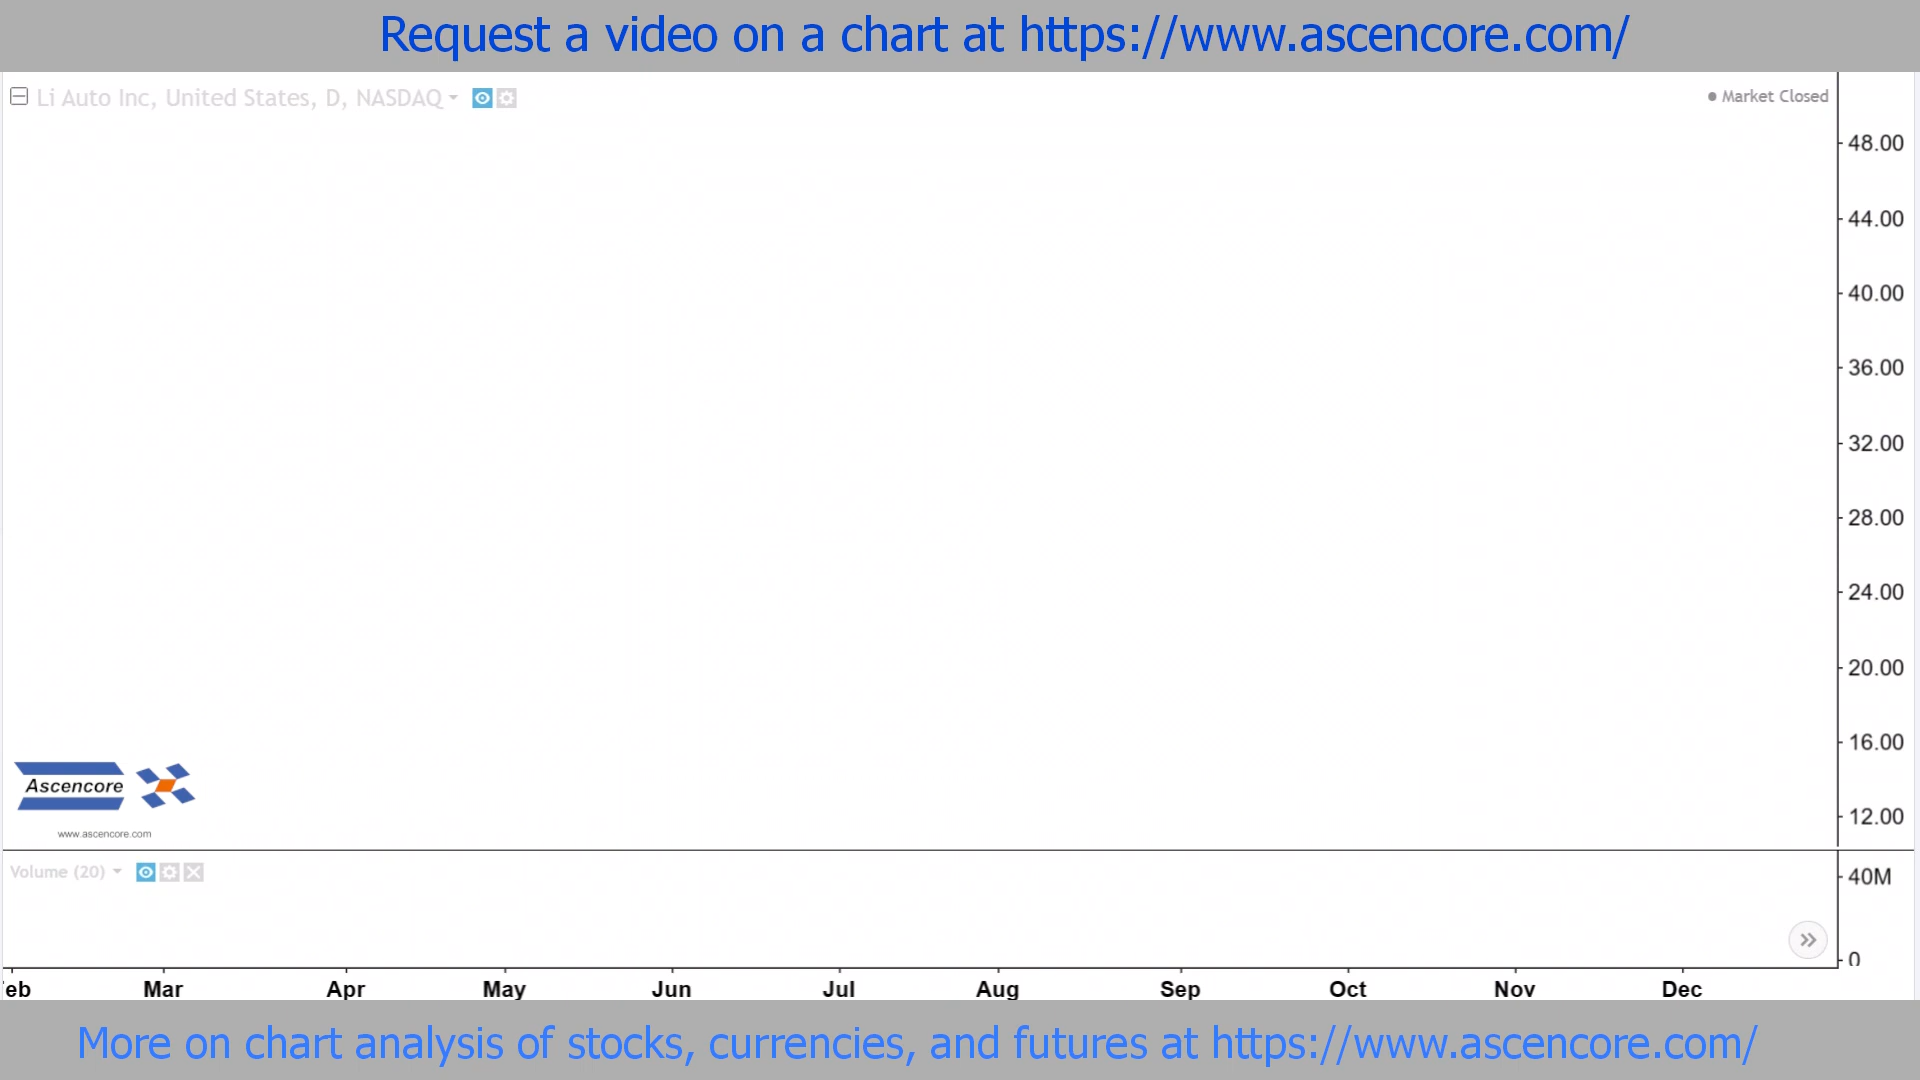 Request a video on a chart at https://www.ascencore.com/
Li Auto Inc, United States, D, NASDAQ
Market Closed
48.00
44.00
40.00
36.00
32.00
28.00
24.00
20.00
16.00
12.00
Ascencore
www.ascencore.com
Volume (20)
40M
0
eb Mar Apr May Jun Jul Aug Sep Oct Nov Dec
More on chart analysis of stocks, currencies, and futures at https://www.ascencore.com/